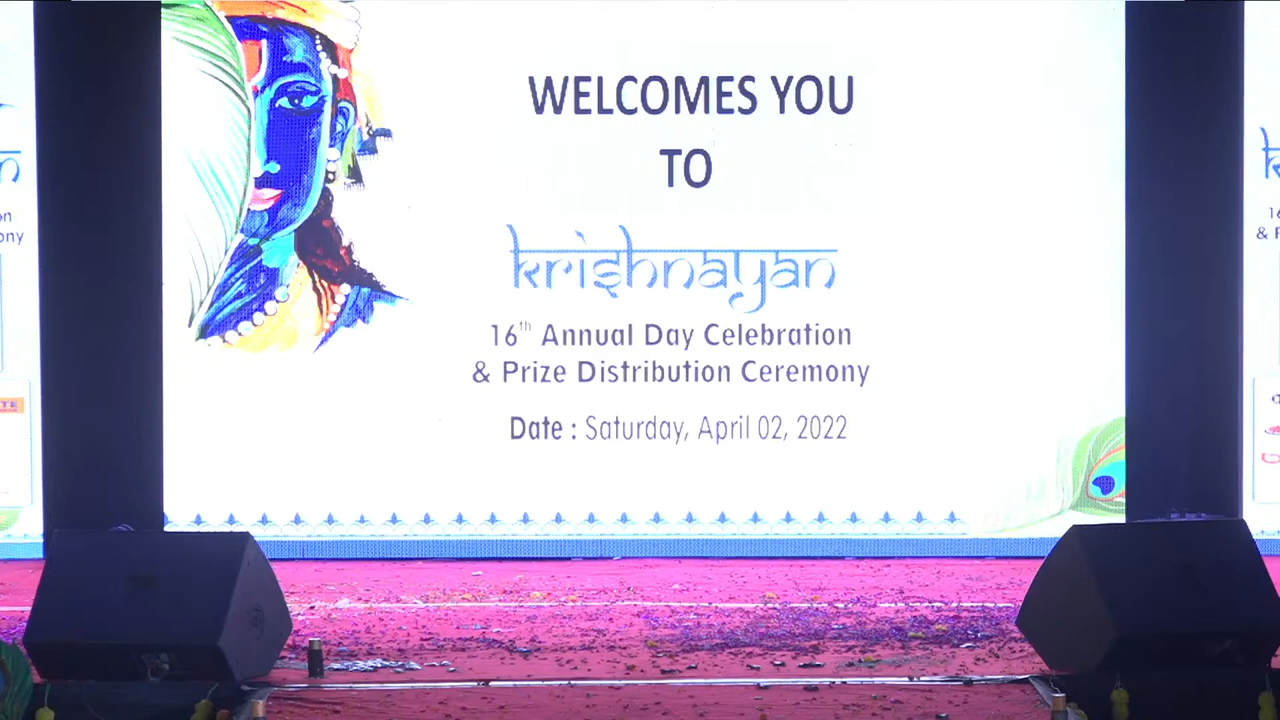 WELCOMES YOU
TO
krishnayan
16th Annual Day Celebration
& Prize Distribution Ceremony
Date : Saturday, April 02, 2022